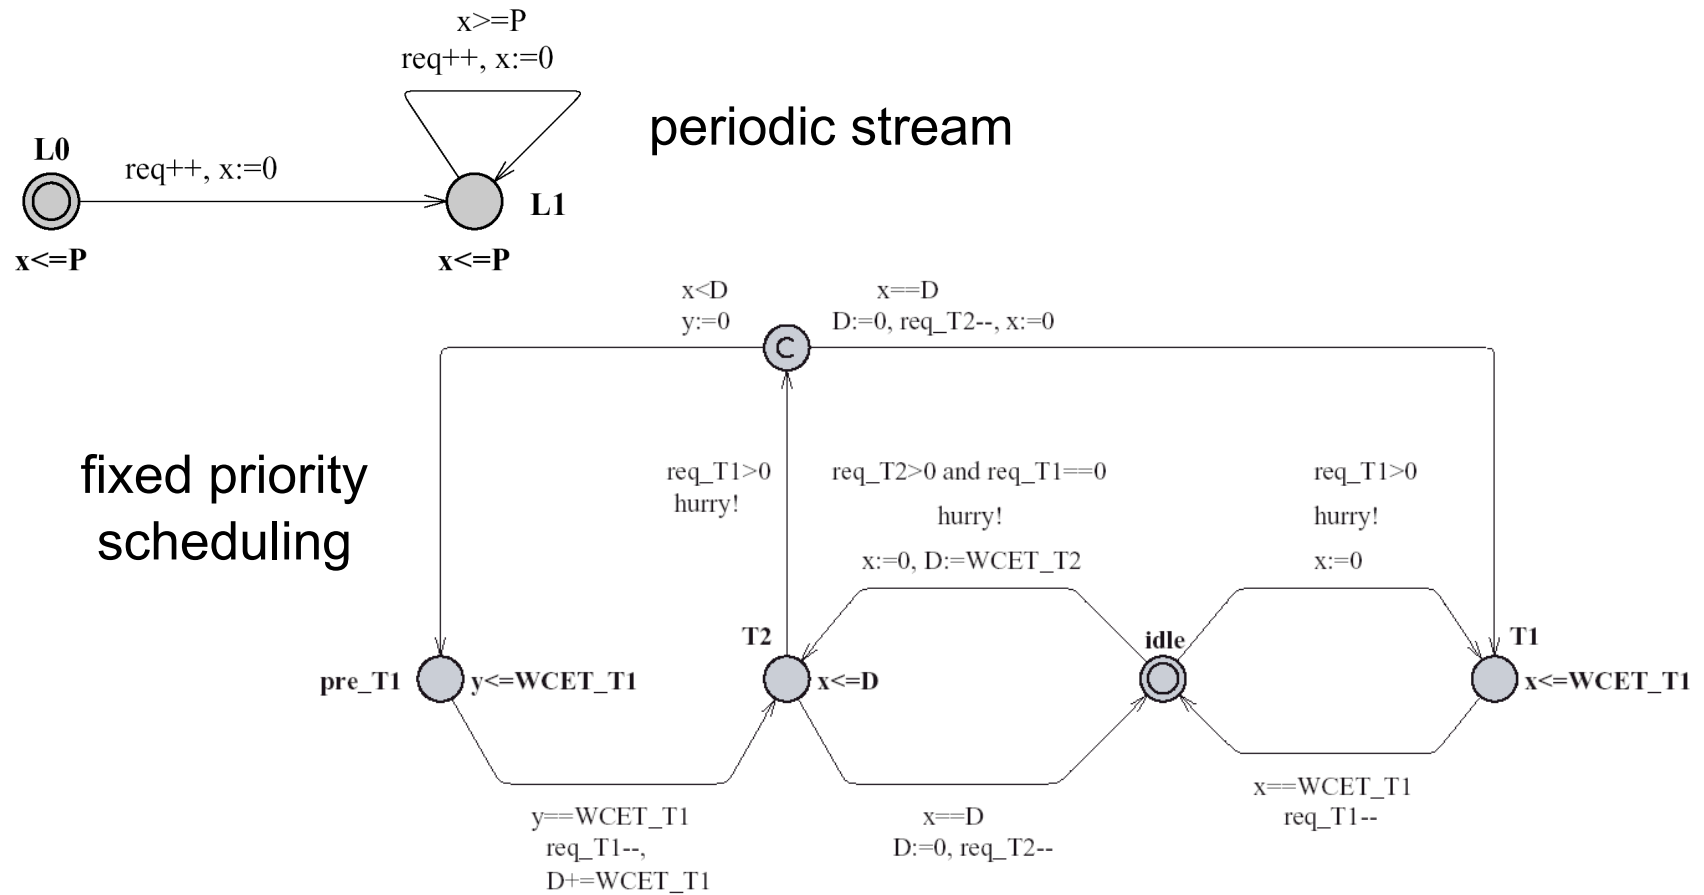 x>=P
req++, x:=0
periodic stream
L0
req++, x:=0
L1
x<=P
x<=P
x<D
y:=0
x==D
D:=0, req_T2--, x:=0
C
fixed priority
scheduling
req_T1>0
hurry!
req_T2>0 and req_T1==0
hurry!
x:=0, D:=WCET_T2
req_T1>0
hurry!
x:=0
T2
idle
T1
pre_T1
y<=WCET_T1
x<=D
x<=WCET_T1
y==WCET_T1
req_T1--,
D+=WCET_T1
x==D
D:=0, req_T2--
x==WCET_T1
req_T1--